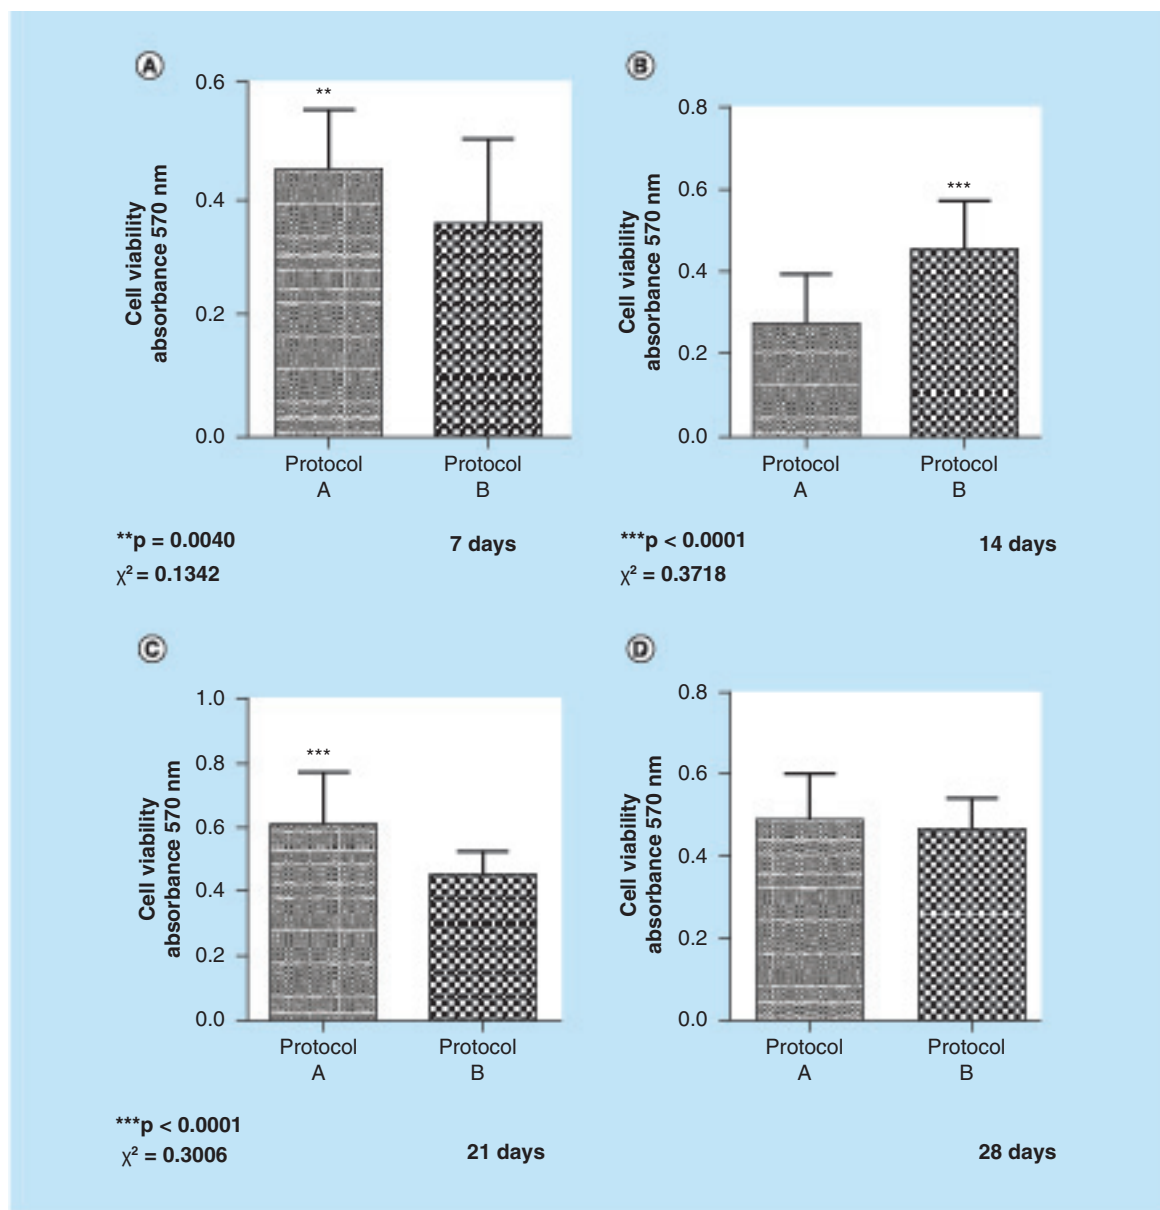 A
0.6
0.4
0.2
0.0
Cell viability
absorbance 570 nm
**
Protocol
A
Protocol
B
**p = 0.0040
χ² = 0.1342
7 days
B
0.8
0.6
0.4
0.2
0.0
Cell viability
absorbance 570 nm
***
Protocol
A
Protocol
B
***p < 0.0001
χ² = 0.3718
14 days
C
1.0
0.8
0.6
0.4
0.2
0.0
Cell viability
absorbance 570 nm
***
Protocol
A
Protocol
B
***p < 0.0001
χ² = 0.3006
21 days
D
0.8
0.6
0.4
0.2
0.0
Cell viability
absorbance 570 nm
Protocol
A
Protocol
B
28 days